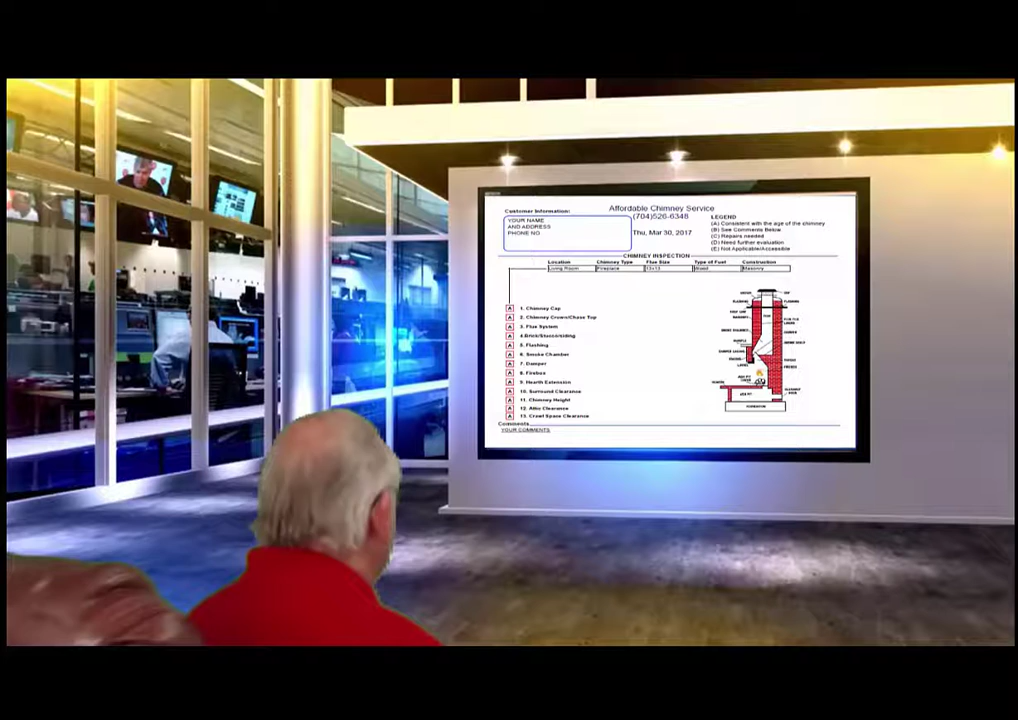 Affordable Chimney Service
Customer Information:
(704)526-6348
YOUR NAME
AND ADDRESS
PHONE NO
Thu, Mar 30, 2017
LEGEND
(A) Consistent with the age of the chimney
(B) See Comments Below
(C) Repairs needed
(D) Need further evaluation
(E) Not Applicable/Accessible
CHIMNEY INSPECTION
Location Chimney Type Flue Size Type of Fuel Construction
Living Room Fireplace 13x13 Wood Masonry
A 1. Chimney Cap
A 2. Chimney Crown/Chase Top
A 3. Flue System
A 4.Brick/Stucco/siding
A 5. Flashing
A 6. Smoke Chamber
A 7. Damper
A 8. Firebox
A 9. Hearth Extension
A 10. Surround Clearance
A 11. Chimney Height
A 12. Attic Clearance
A 13. Crawl Space Clearance
FOUNDATION
Comments
YOUR COMMENTS